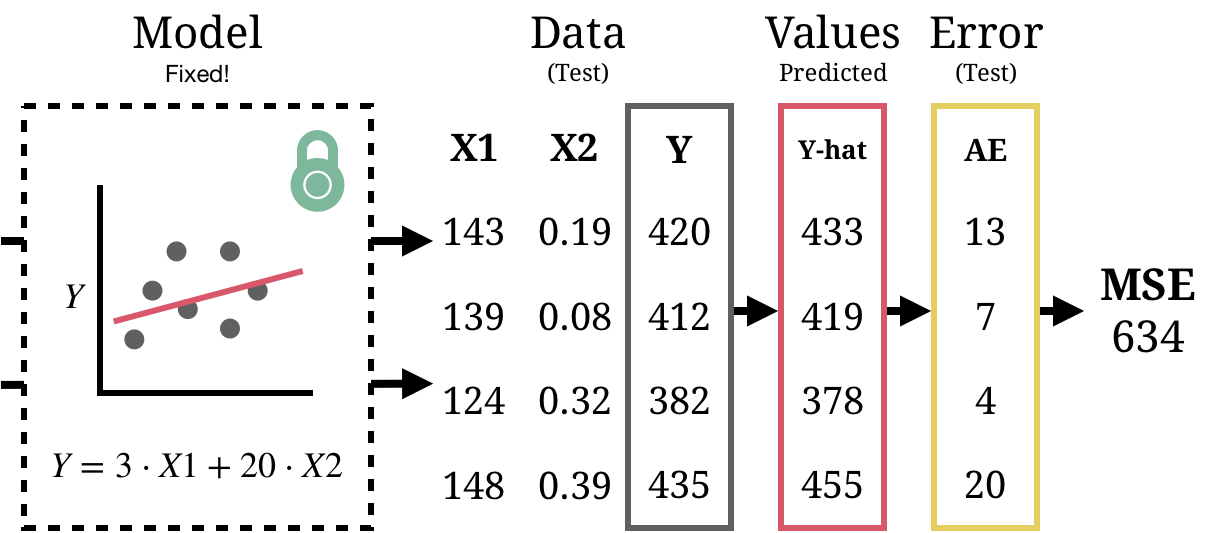 Model
Fixed!
Y
Y = 3 · X1 + 20 · X2
Data
(Test)
Values
Predicted
Error
(Test)
X1 X2 Y Y-hat AE
143 0.19 420 433 13
139 0.08 412 419 7
124 0.32 382 378 4
148 0.39 435 455 20
MSE
634